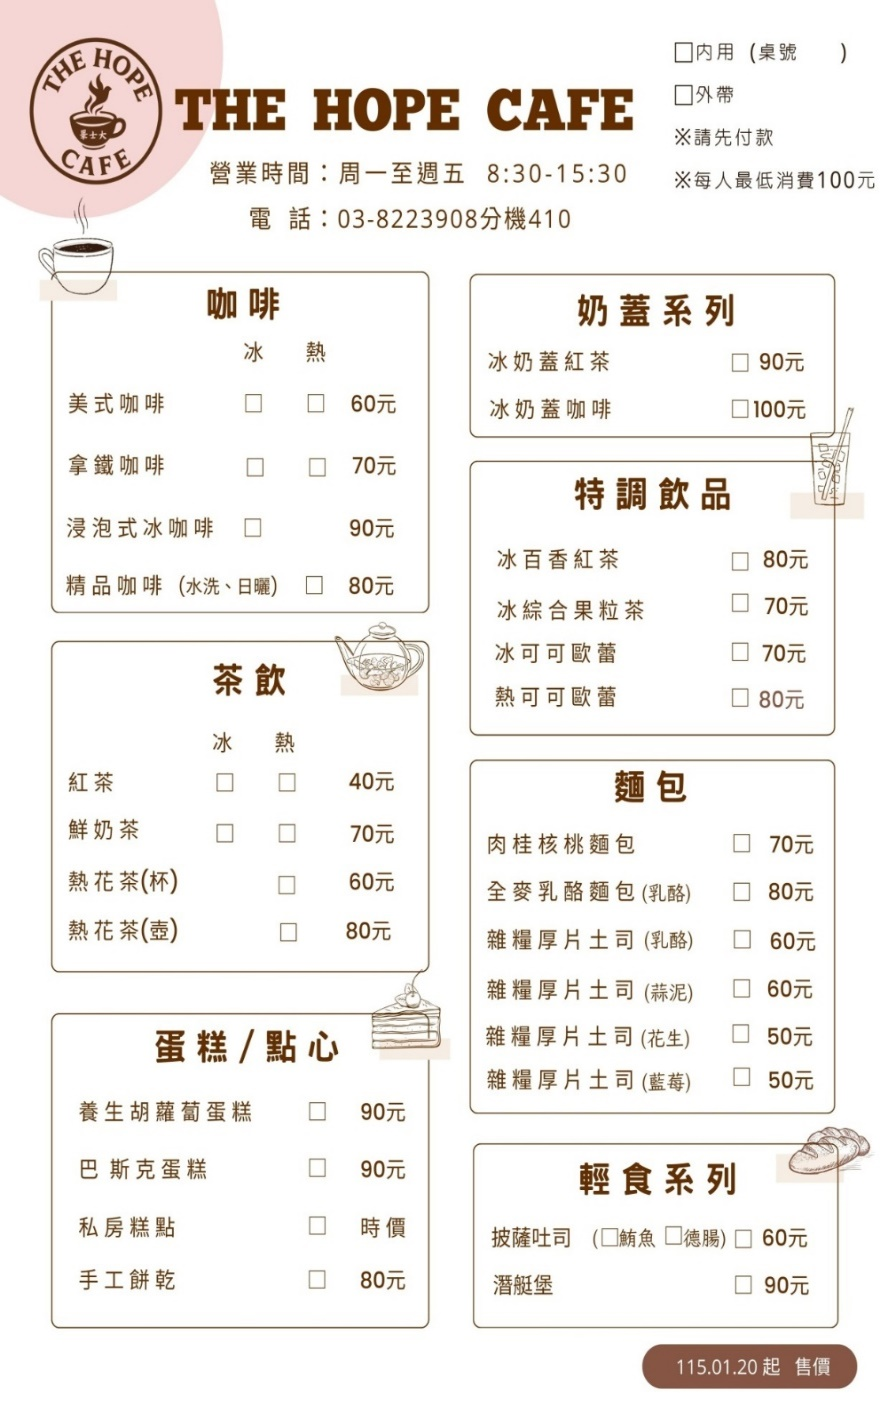 THE HOPE
臺士大
CAFE
THE HOPE CAFE
營業時間：周一至週五 8:30-15:30
電 話：03-8223908分機410
□內用 (桌號 )
□外帶
※請先付款
※每人最低消費100元
咖啡
冰 熱
美式咖啡 □ □ 60元
拿鐵咖啡 □ □ 70元
浸泡式冰咖啡 □ 90元
精品咖啡 (水洗、日曬) □ 80元
茶飲
冰 熱
紅茶 □ □ 40元
鮮奶茶 □ □ 70元
熱花茶(杯) □ 60元
熱花茶(壺) □ 80元
蛋糕/點心
養生胡蘿蔔蛋糕 □ 90元
巴斯克蛋糕 □ 90元
私房糕點 □ 時價
手工餅乾 □ 80元
奶蓋系列
冰奶蓋紅茶 □ 90元
冰奶蓋咖啡 □100元
特調飲品
冰百香紅茶 □ 80元
冰綜合果粒茶 □ 70元
冰可可歐蕾 □ 70元
熱可可歐蕾 □ 80元
麵包
肉桂核桃麵包 □ 70元
全麥乳酪麵包(乳酪) □ 80元
雜糧厚片土司 (乳酪) □ 60元
雜糧厚片土司 (蒜泥) □ 60元
雜糧厚片土司 (花生) □ 50元
雜糧厚片土司 (藍莓) □ 50元
輕食系列
披薩吐司 (□鮪魚 □德腸) □ 60元
潛艇堡 □ 90元
115.01.20 起 售價